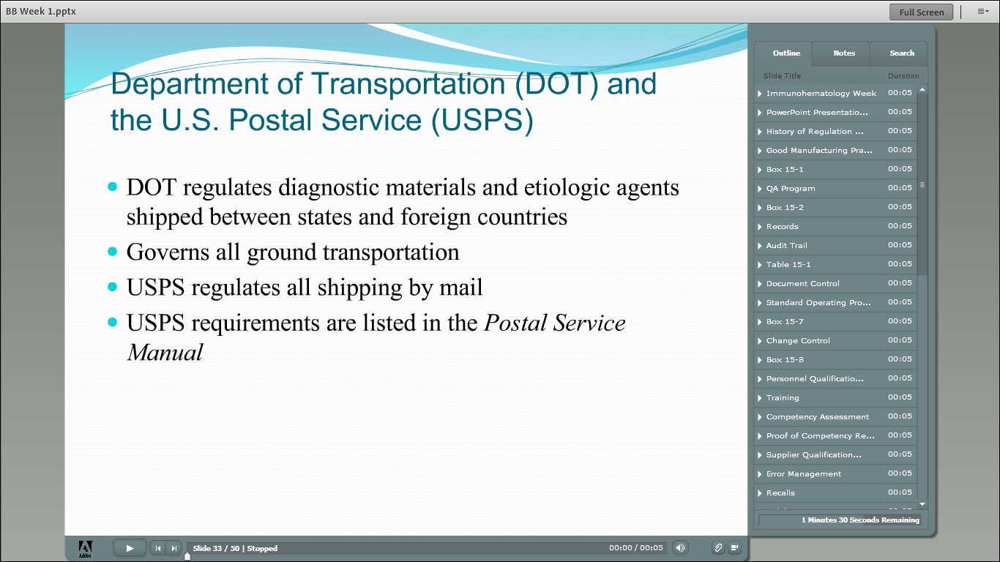 BB Week 1.pptx
Full Screen
Department of Transportation (DOT) and
the U.S. Postal Service (USPS)
DOT regulates diagnostic materials and etiologic agents
shipped between states and foreign countries
Governs all ground transportation
USPS regulates all shipping by mail
USPS requirements are listed in the Postal Service
Manual
Outline Notes Search
Slide Title Duration
Immunohematology Week 00:05
PowerPoint Presentatio... 00:05
History of Regulation ... 00:05
Good Manufacturing Pra... 00:05
Box 15-1 00:05
QA Program 00:05
Box 15-2 00:05
Records 00:05
Audit Trail 00:05
Table 15-1 00:05
Document Control 00:05
Standard Operating Pro... 00:05
Box 15-7 00:05
Change Control 00:05
Box 15-8 00:05
Personnel Qualificatio... 00:05
Training 00:05
Competency Assessment 00:05
Proof of Competency Re... 00:05
Supplier Qualification... 00:05
Error Management 00:05
Recalls 00:05
1 Minutes 30 Seconds Remaining
Adobe
Slide 33 / 50 | Stopped
00:00 / 00:05